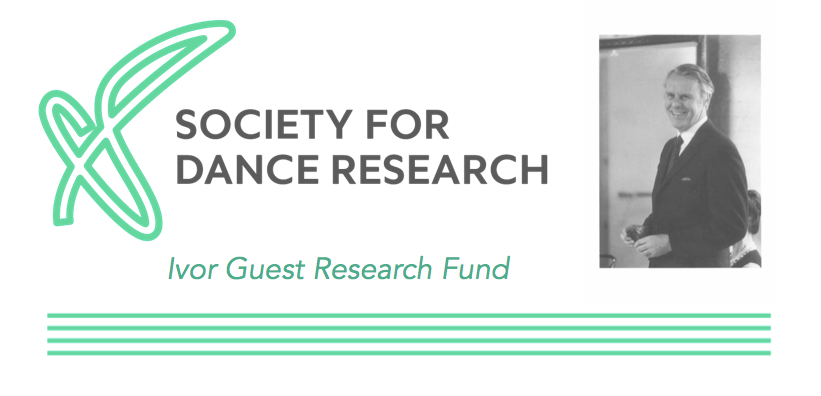 SOCIETY FOR
DANCE RESEARCH
Ivor Guest Research Fund